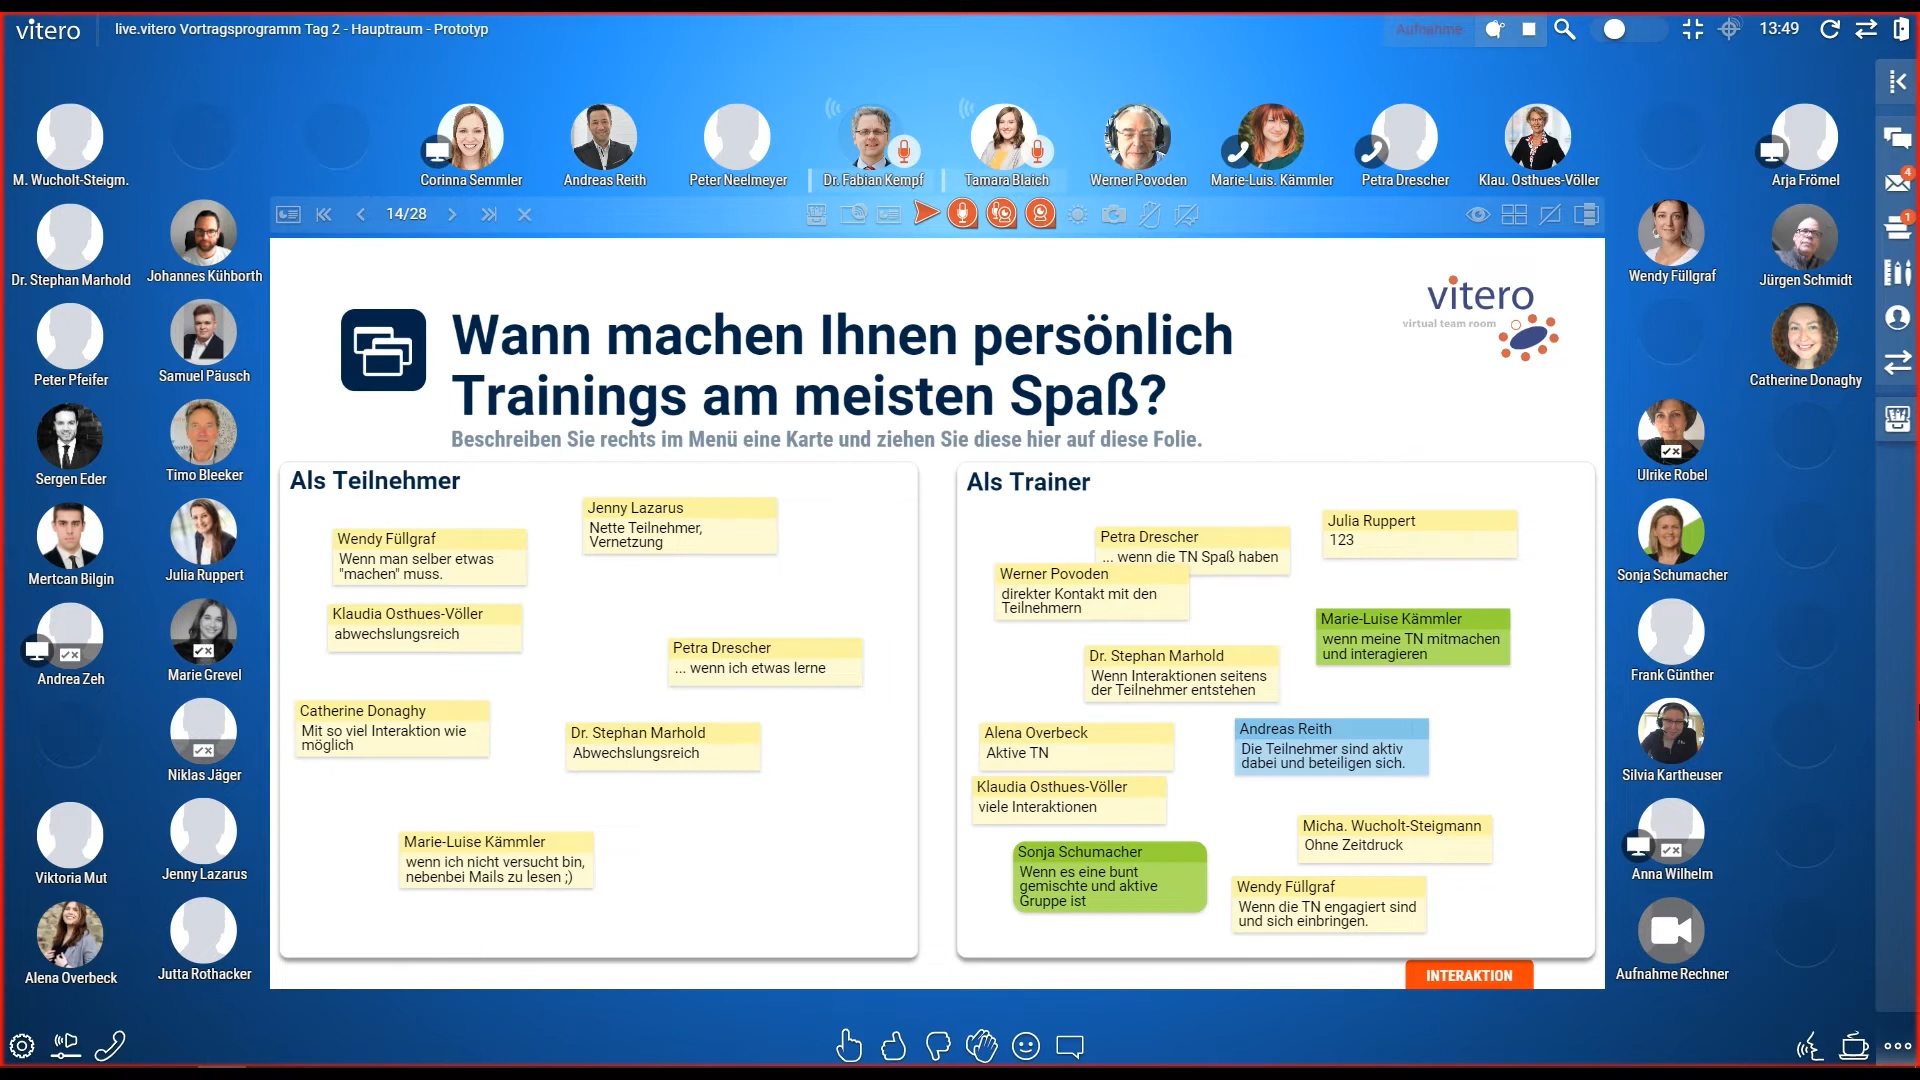 vitero
live.vitero Vortragsprogramm Tag 2 - Hauptraum - Prototyp
Aufnahme
13:49
M. Wucholt-Steigm.
Corinna Semmler
Andreas Reith
Peter Neelmeyer
Dr. Fabian Kempf
Tamara Blaich
Werner Povoden
Marie-Luis. Kämmler
Petra Drescher
Klau. Osthues-Völler
Arja Frömel
4
1
14/28
Dr. Stephan Marhold
Johannes Kühborth
Wendy Füllgraf
Jürgen Schmidt
Peter Pfeifer
Samuel Päusch
Catherine Donaghy
Sergen Eder
Timo Bleeker
Ulrike Robel
Mertcan Bilgin
Julia Ruppert
Sonja Schumacher
Andrea Zeh
Marie Grevel
Frank Günther
Niklas Jäger
Silvia Kartheuser
Viktoria Mut
Jenny Lazarus
Anna Wilhelm
Alena Overbeck
Jutta Rothacker
Aufnahme Rechner
vitero
virtual team room
Wann machen Ihnen persönlich
Trainings am meisten Spaß?
Beschreiben Sie rechts im Menü eine Karte und ziehen Sie diese hier auf diese Folie.
Als Teilnehmer
Jenny Lazarus
Nette Teilnehmer,
Vernetzung
Wendy Füllgraf
Wenn man selber etwas
"machen" muss.
Klaudia Osthues-Völler
abwechslungsreich
Petra Drescher
... wenn ich etwas lerne
Catherine Donaghy
Mit so viel Interaktion wie
möglich
Dr. Stephan Marhold
Abwechslungsreich
Marie-Luise Kämmler
wenn ich nicht versucht bin,
nebenbei Mails zu lesen ;)
Als Trainer
Julia Ruppert
123
Petra Drescher
... wenn die TN Spaß haben
Werner Povoden
direkter Kontakt mit den
Teilnehmern
Marie-Luise Kämmler
wenn meine TN mitmachen
und interagieren
Dr. Stephan Marhold
Wenn Interaktionen seitens
der Teilnehmer entstehen
Alena Overbeck
Aktive TN
Andreas Reith
Die Teilnehmer sind aktiv
dabei und beteiligen sich.
Klaudia Osthues-Völler
viele Interaktionen
Micha. Wucholt-Steigmann
Ohne Zeitdruck
Sonja Schumacher
Wenn es eine bunt
gemischte und aktive
Gruppe ist
Wendy Füllgraf
Wenn die TN engagiert sind
und sich einbringen.
INTERAKTION